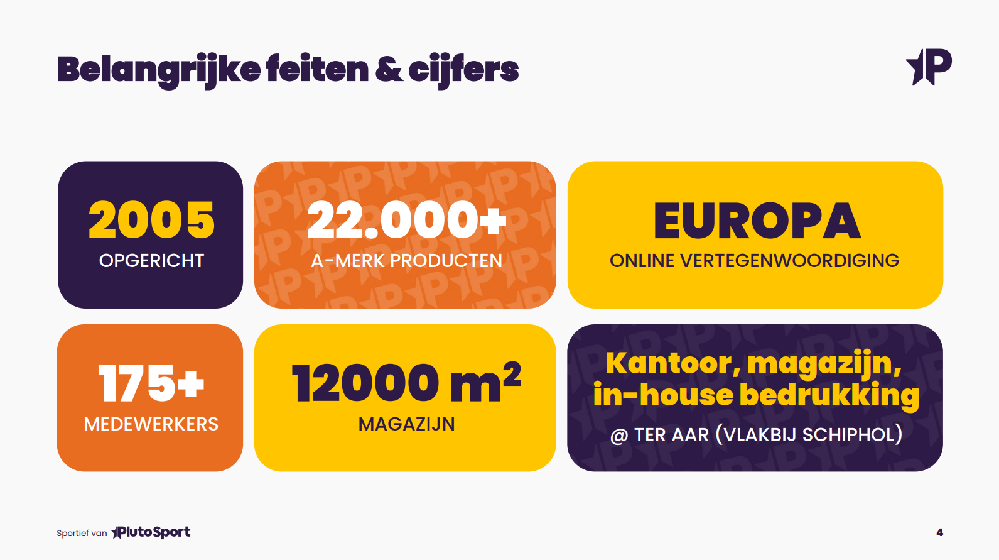 Belangrijke feiten & cijfers
P
2005
OPGERICHT
22.000+
A-MERK PRODUCTEN
EUROPA
ONLINE VERTEGENWOORDIGING
175+
MEDEWERKERS
12000 m²
MAGAZIJN
Kantoor, magazijn,
in-house bedrukking
@ TER AAR (VLAKBIJ SCHIPHOL)
Sportief van PlutoSport
4